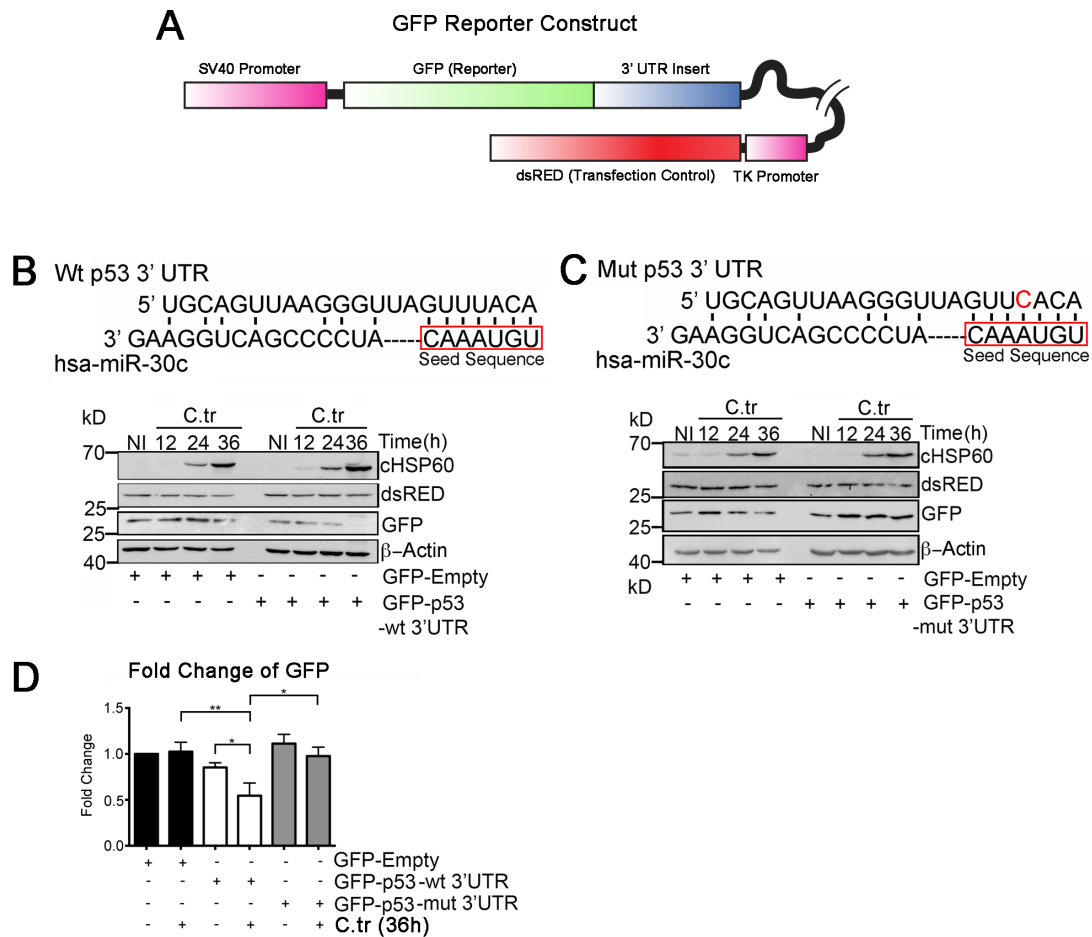 A
GFP Reporter Construct
SV40 Promoter
GFP (Reporter)
3' UTR Insert
dsRED (Transfection Control)
TK Promoter
B
Wt p53 3' UTR
5' UGCAGUUAAGGGUUAGUUUACA
3' GAAGGUCAGCCCCUA-----CAAAUGU
hsa-miR-30c
Seed Sequence
kD
C.tr
C.tr
NI 12 24 36
NI 12 24 36
Time(h)
70
cHSP60
dsRED
25
GFP
25
β-Actin
40
+ + + + - - - - GFP-Empty
- - - - + + + + GFP-p53
-wt 3'UTR
C
Mut p53 3' UTR
5' UGCAGUUAAGGGUUAGUUCACA
3' GAAGGUCAGCCCCUA-----CAAAUGU
hsa-miR-30c
Seed Sequence
kD
C.tr
C.tr
NI 12 24 36
NI 12 24 36
Time(h)
70
cHSP60
dsRED
25
GFP
25
β-Actin
40
kD
+ + + + - - - - GFP-Empty
- - - - + + + + GFP-p53
-mut 3'UTR
D
Fold Change of GFP
Fold Change
1.5
1.0
0.5
0.0
**
*
*
+ + - - - - GFP-Empty
- - + + - - GFP-p53-wt 3'UTR
- - - - + + GFP-p53-mut 3'UTR
- + - + - + C.tr (36h)